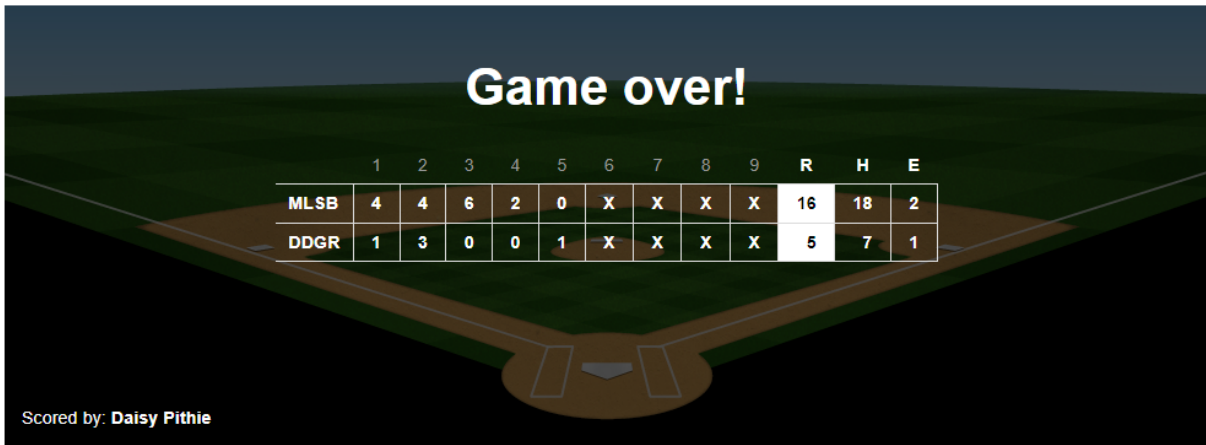 Game over!
1 2 3 4 5 6 7 8 9 R H E
MLSB 4 4 6 2 0 X X X X 16 18 2
DDGR 1 3 0 0 1 X X X X 5 7 1
Scored by: Daisy Pithie